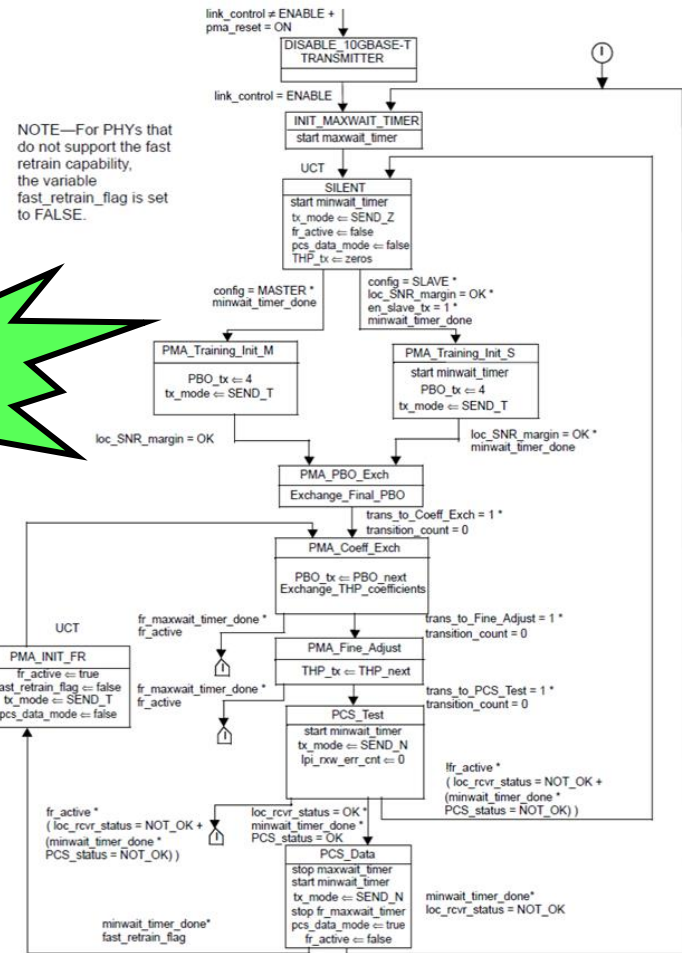 link_control ≠ ENABLE +
pma_reset = ON
DISABLE_10GBASE-T
TRANSMITTER
I
link_control = ENABLE
INIT_MAXWAIT_TIMER
start maxwait_timer
NOTE—For PHYs that
do not support the fast
retrain capability,
the variable
fast_retrain_flag is set
to FALSE.
UCT
SILENT
start minwait_timer
tx_mode ⇐ SEND_Z
fr_active ⇐ false
pcs_data_mode ⇐ false
THP_tx ⇐ zeros
config = MASTER *
minwait_timer_done
config = SLAVE *
loc_SNR_margin = OK *
en_slave_tx = 1 *
minwait_timer_done
PMA_Training_Init_M
PBO_tx ⇐ 4
tx_mode ⇐ SEND_T
PMA_Training_Init_S
start minwait_timer
PBO_tx ⇐ 4
tx_mode ⇐ SEND_T
loc_SNR_margin = OK
loc_SNR_margin = OK *
minwait_timer_done
PMA_PBO_Exch
Exchange_Final_PBO
trans_to_Coeff_Exch = 1 *
transition_count = 0
PMA_Coeff_Exch
PBO_tx ⇐ PBO_next
Exchange_THP_coefficients
UCT
fr_maxwait_timer_done *
fr_active
I
trans_to_Fine_Adjust = 1 *
transition_count = 0
PMA_INIT_FR
fr_active ⇐ true
fast_retrain_flag ⇐ false
tx_mode ⇐ SEND_T
pcs_data_mode ⇐ false
PMA_Fine_Adjust
THP_tx ⇐ THP_next
fr_maxwait_timer_done *
fr_active
I
trans_to_PCS_Test = 1 *
transition_count = 0
PCS_Test
start minwait_timer
tx_mode ⇐ SEND_N
lpi_rxw_err_cnt ⇐ 0
!fr_active *
( loc_rcvr_status = NOT_OK +
(minwait_timer_done *
PCS_status = NOT_OK) )
fr_active *
( loc_rcvr_status = NOT_OK +
(minwait_timer_done *
PCS_status = NOT_OK) )
I
loc_rcvr_status = OK *
minwait_timer_done *
PCS_status = OK
PCS_Data
stop maxwait_timer
start minwait_timer
tx_mode ⇐ SEND_N
stop fr_maxwait_timer
pcs_data_mode ⇐ true
fr_active ⇐ false
minwait_timer_done*
loc_rcvr_status = NOT_OK
minwait_timer_done*
fast_retrain_flag